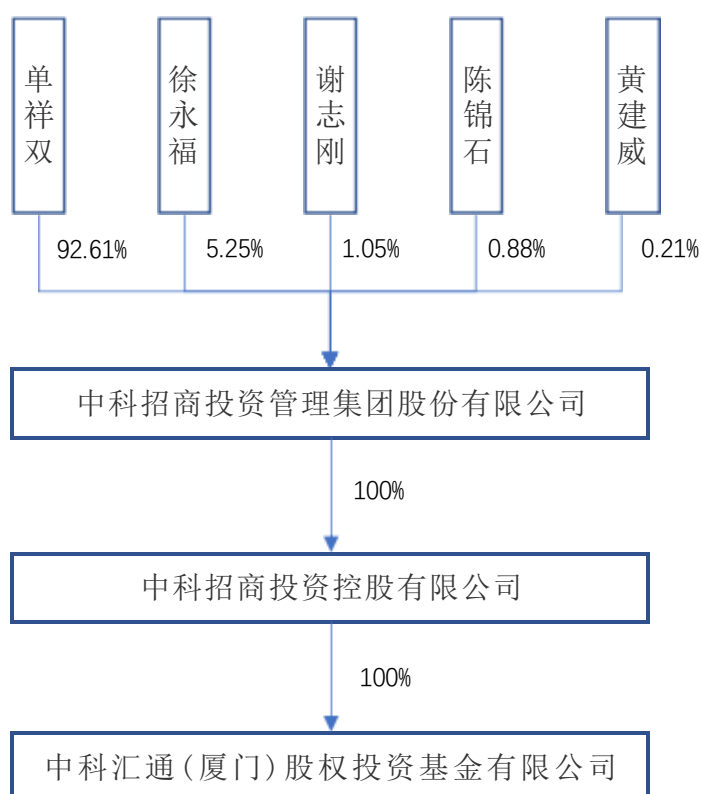 单祥双
徐永福
谢志刚
陈锦石
黄建威
92.61%
5.25%
1.05%
0.88%
0.21%
中科招商投资管理集团股份有限公司
100%
中科招商投资控股有限公司
100%
中科汇通(厦门)股权投资基金有限公司